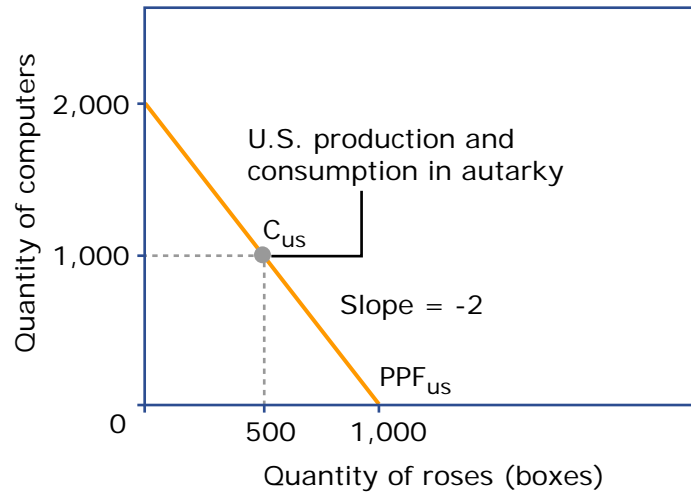 Quantity of computers
2,000
U.S. production and
consumption in autarky
C_us
1,000
Slope = -2
PPF_us
0
500
1,000
Quantity of roses (boxes)